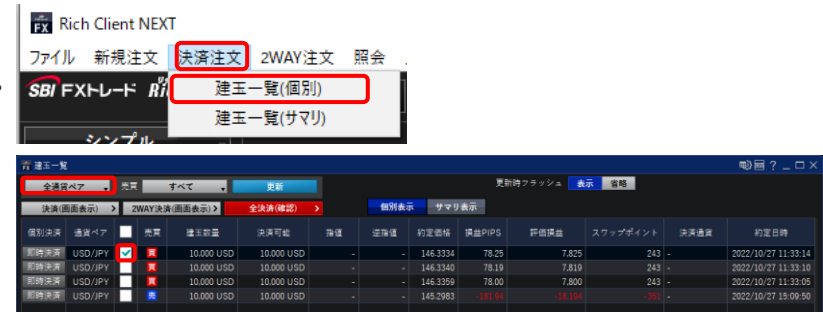 FX Rich Client NEXT
ファイル 新規注文 決済注文 2WAY注文 照会
SBI FXトレード
建玉一覧(個別)
建玉一覧(サマリ)
シンプル
建玉一覧
全通貨ペア 売買 すべて 更新 更新時フラッシュ 表示 省略
決済(画面表示) 2WAY決済(画面表示) 全決済(確認) 個別表示 サマリ表示
個別決済 通貨ペア 売買 建玉数量 決済可能 指値 逆指値 約定価格 損益PIPS 評価損益 スワップポイント 決済通貨 約定日時
即時決済 USD/JPY 買 10.000 USD 10.000 USD - - 146.3334 78.25 7.825 243 - 2022/10/27 11:33:14
即時決済 USD/JPY 買 10.000 USD 10.000 USD - - 146.3340 78.19 7.819 243 - 2022/10/27 11:33:10
即時決済 USD/JPY 買 10.000 USD 10.000 USD - - 146.3359 78.00 7.800 243 - 2022/10/27 11:33:05
即時決済 USD/JPY 売 10.000 USD 10.000 USD - - 145.2983 -181.94 -18.194 -351 - 2022/10/27 15:09:50